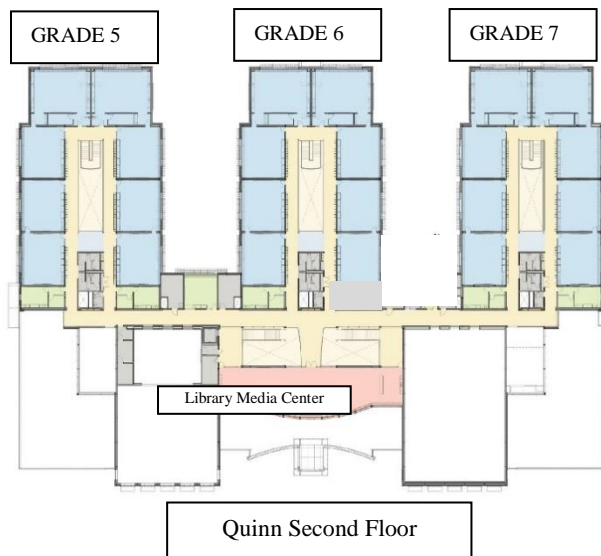 GRADE 5
GRADE 6
GRADE 7
Library Media Center
Quinn Second Floor